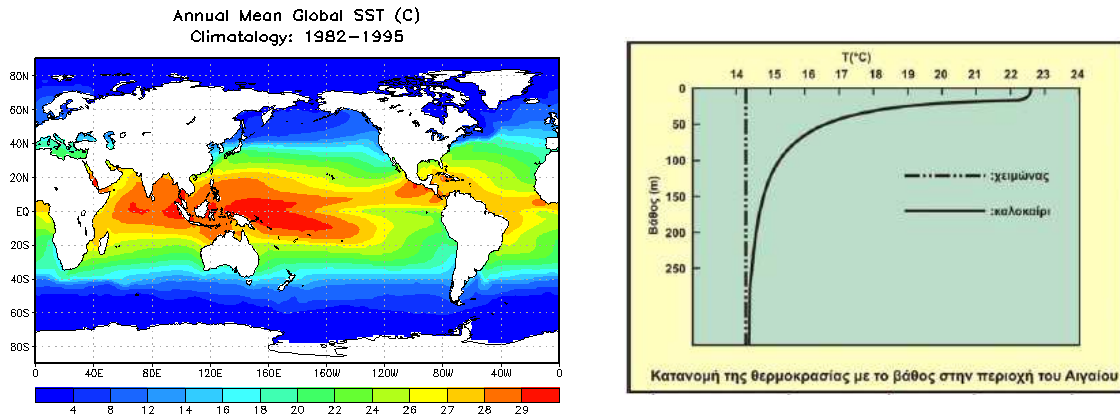 Annual Mean Global SST (C)
Climatology: 1982-1995
80N
60N
40N
20N
EQ
20S
40S
60S
80S
0 40E 80E 120E 160E 160W 120W 80W 40W 0
4 8 12 14 16 18 20 22 24 26 27 28 29
T(°C)
14 15 16 17 18 19 20 21 22 23 24
0
50
100
150
200
250
Βάθος (m)
:χειμώνας
:καλοκαίρι
Κατανομή της θερμοκρασίας με το βάθος στην περιοχή του Αιγαίου